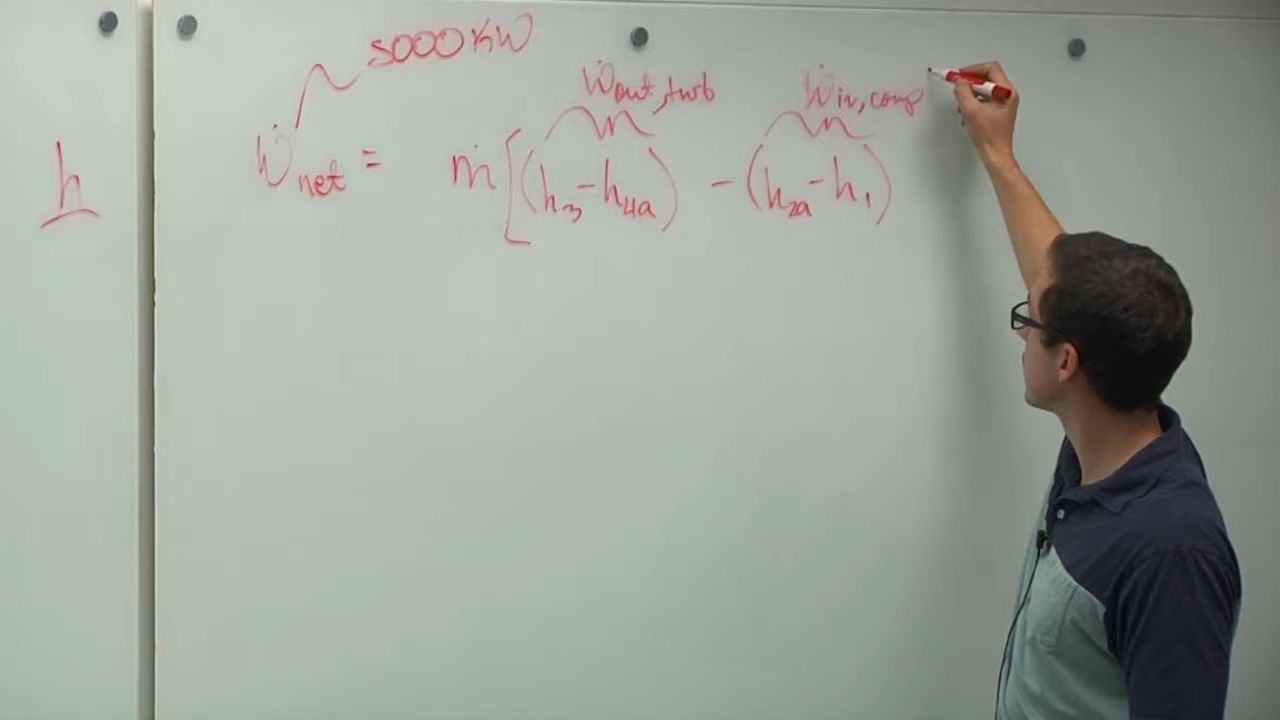 5000 kW
Ẇout,turb Ẇin,comp
h
Ẇnet = ṁ[(h3-h4a) - (h2a-h1)